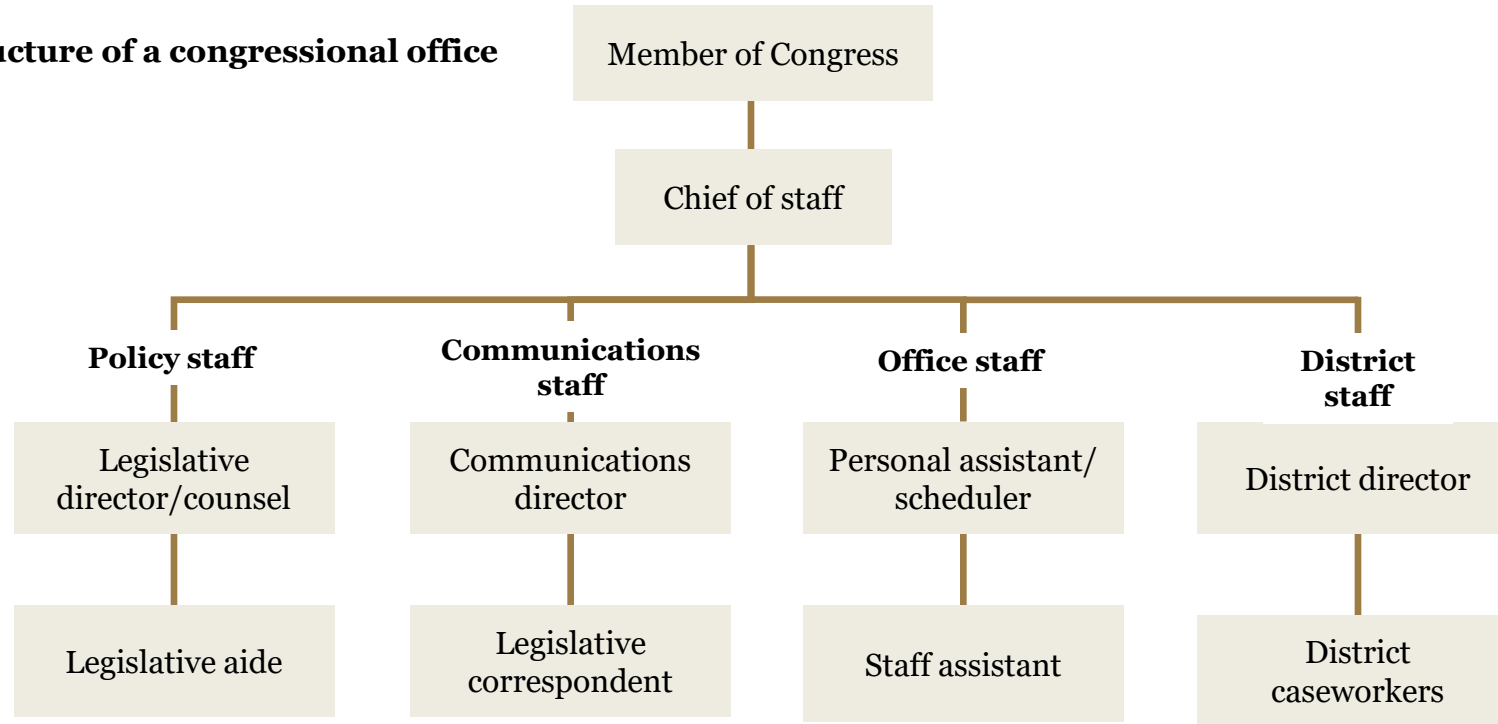 ucture of a congressional office
Member of Congress
Chief of staff
Policy staff
Communications
staff
Office staff
District
staff
Legislative
director/counsel
Communications
director
Personal assistant/
scheduler
District director
Legislative aide
Legislative
correspondent
Staff assistant
District
caseworkers